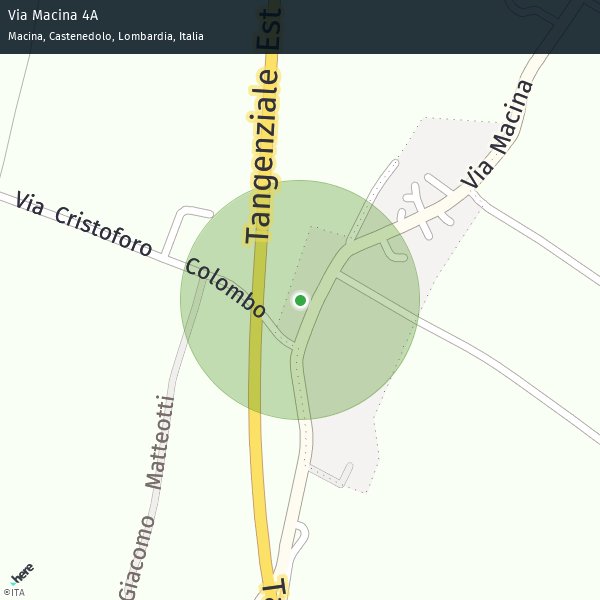 Via Macina 4A
Macina, Castenedolo, Lombardia, Italia
Tangenziale Est
Via Macina
Via Cristoforo Colombo
Giacomo Matteotti
here
©ITA